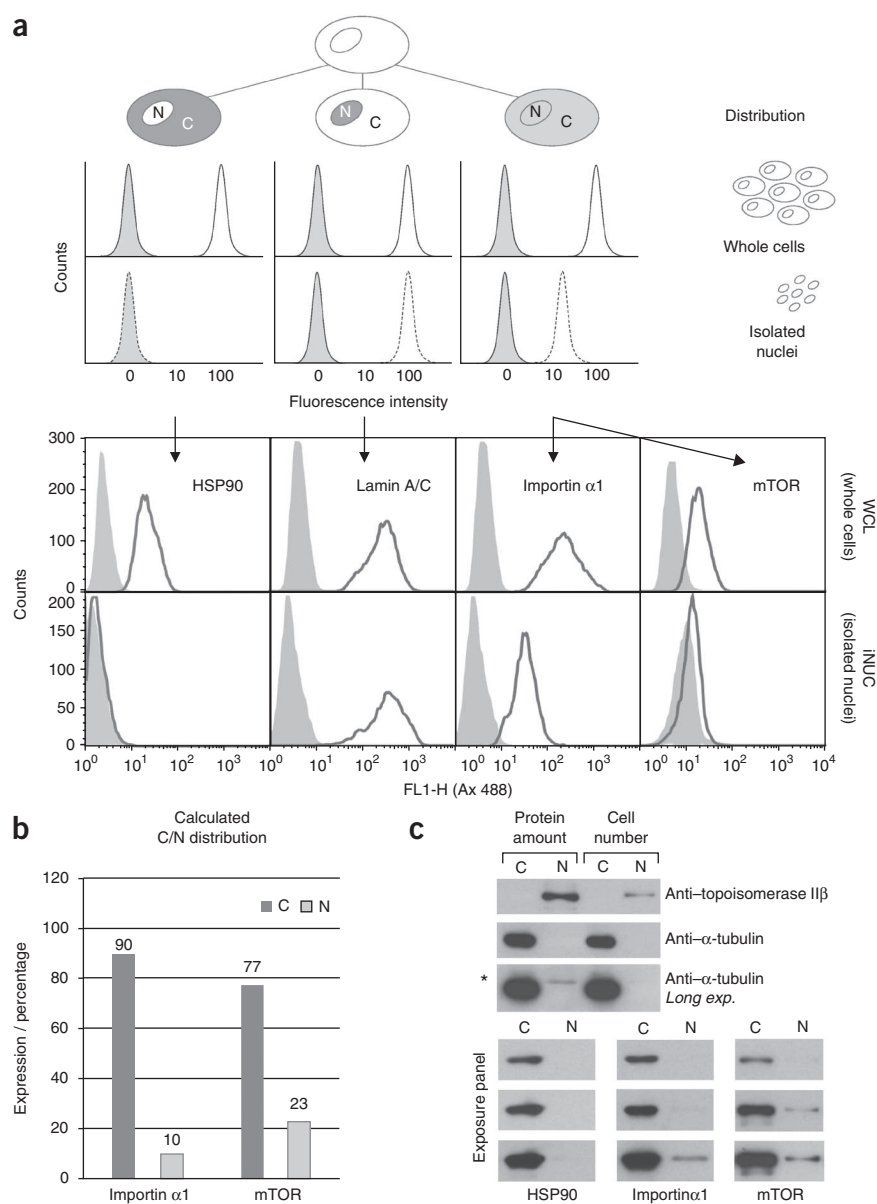 a
N
C
N
C
N
C
Distribution
Counts
Whole cells
Isolated
nuclei
0 10 100 0 10 100 0 10 100
Fluorescence intensity
300
200
100
0
HSP90
Lamin A/C
Importin α1
mTOR
WCL
(whole cells)
Counts
200
150
100
50
0
iNUC
(isolated nuclei)
10⁰ 10¹ 10² 10³ 10⁰ 10¹ 10² 10³ 10⁰ 10¹ 10² 10³ 10⁰ 10¹ 10² 10³ 10⁴
FL1-H (Ax 488)
b
Calculated
C/N distribution
Expression / percentage
120
100
80
60
40
20
0
C N
90
10
77
23
Importin α1 mTOR
c
Protein
amount
Cell
number
C N C N
Anti–topoisomerase IIβ
Anti–α-tubulin
*
Anti–α-tubulin
Long exp.
C N C N C N
Exposure panel
HSP90 Importinα1 mTOR